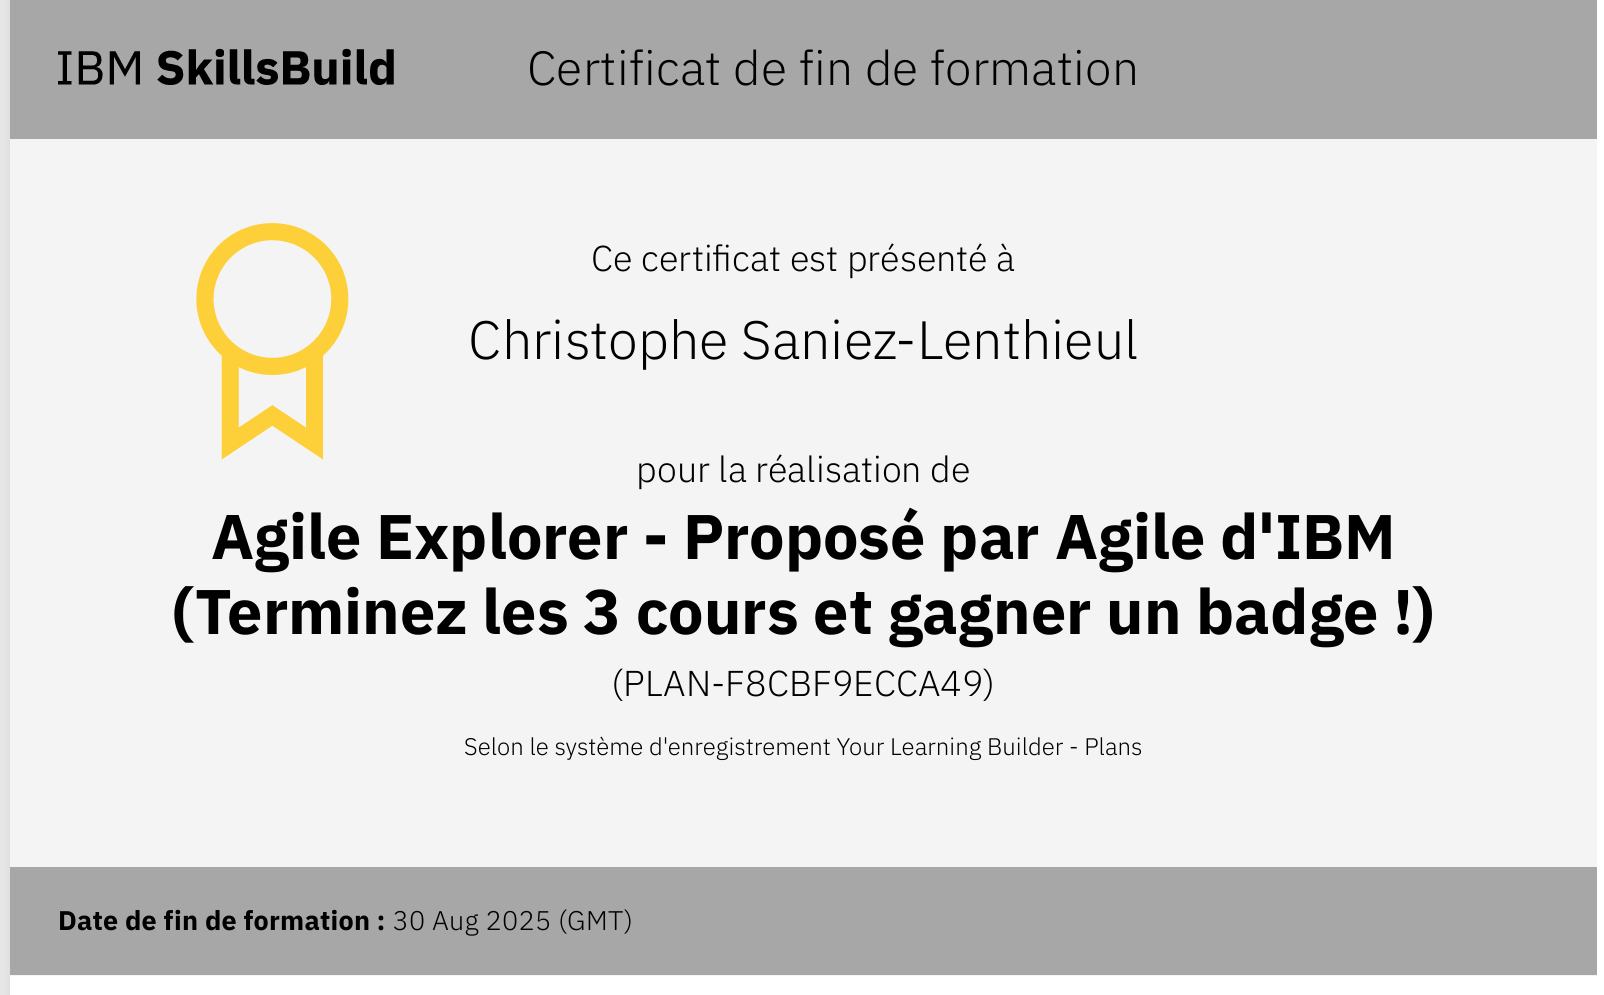 IBM SkillsBuild
Certificat de fin de formation
Ce certificat est présenté à
Christophe Saniez-Lenthieul
pour la réalisation de
Agile Explorer - Proposé par Agile d'IBM
(Terminez les 3 cours et gagner un badge !)
(PLAN-F8CBF9ECCA49)
Selon le système d'enregistrement Your Learning Builder - Plans
Date de fin de formation : 30 Aug 2025 (GMT)